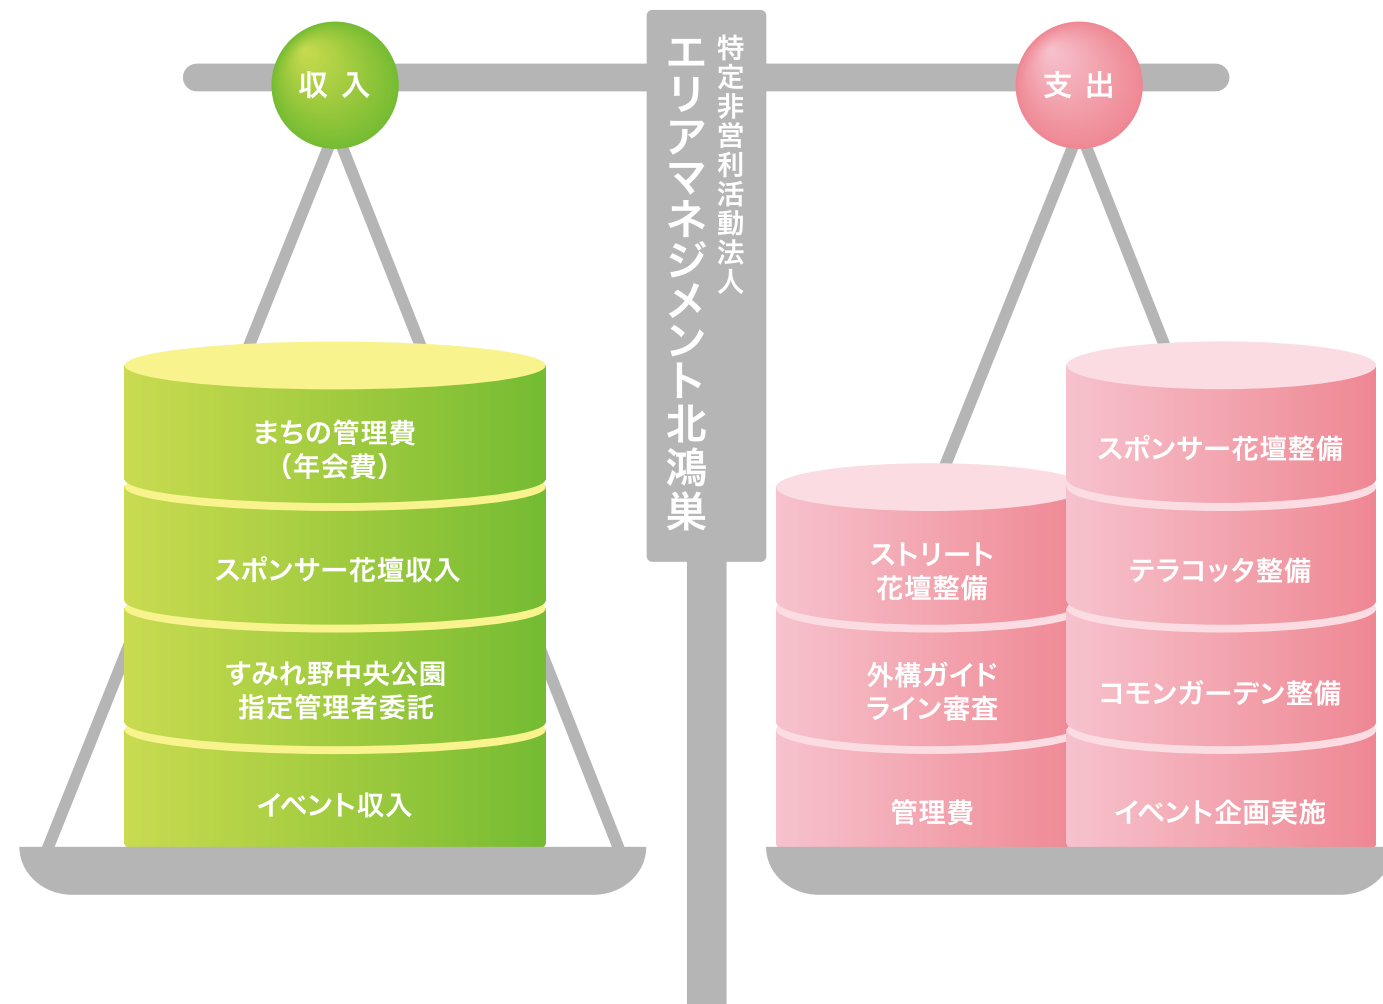 収入
まちの管理費
（年会費）
スポンサー花壇収入
すみれ野中央公園
指定管理者委託
イベント収入
特定非営利活動法人
エリアマネジメント北鴻巣
支出
ストリート
花壇整備
外構ガイド
ライン審査
管理費
スポンサー花壇整備
テラコッタ整備
コモンガーデン整備
イベント企画実施